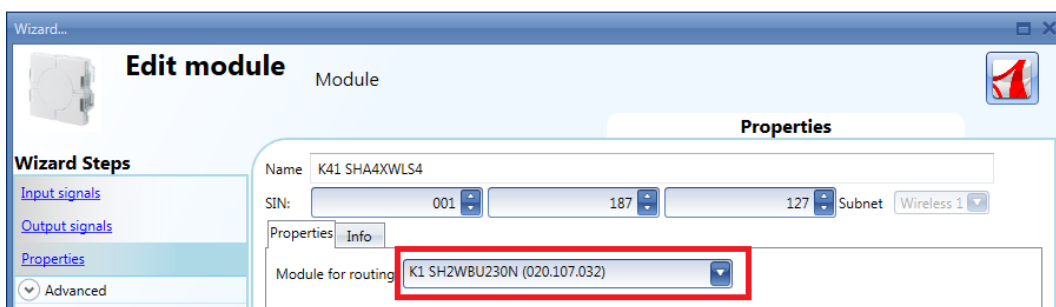 Wizard...
Edit module Module
Properties
Wizard Steps
Name K41 SHA4XWLS4
Input signals
SIN: 001 187 127 Subnet Wireless 1
Output signals
Properties Info
Properties
Module for routing K1 SH2WBU230N (020.107.032)
Advanced